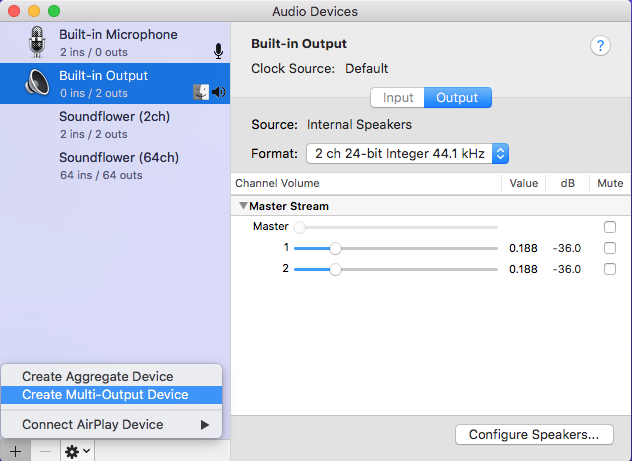 Audio Devices
Built-in Microphone
2 ins / 0 outs
Built-in Output
0 ins / 2 outs
Soundflower (2ch)
2 ins / 2 outs
Soundflower (64ch)
64 ins / 64 outs
Create Aggregate Device
Create Multi-Output Device
Connect AirPlay Device
Built-in Output
?
Clock Source: Default
Input Output
Source: Internal Speakers
Format: 2 ch 24-bit Integer 44.1 kHz
Channel Volume Value dB Mute
Master Stream
Master
1 0.188 -36.0
2 0.188 -36.0
Configure Speakers...